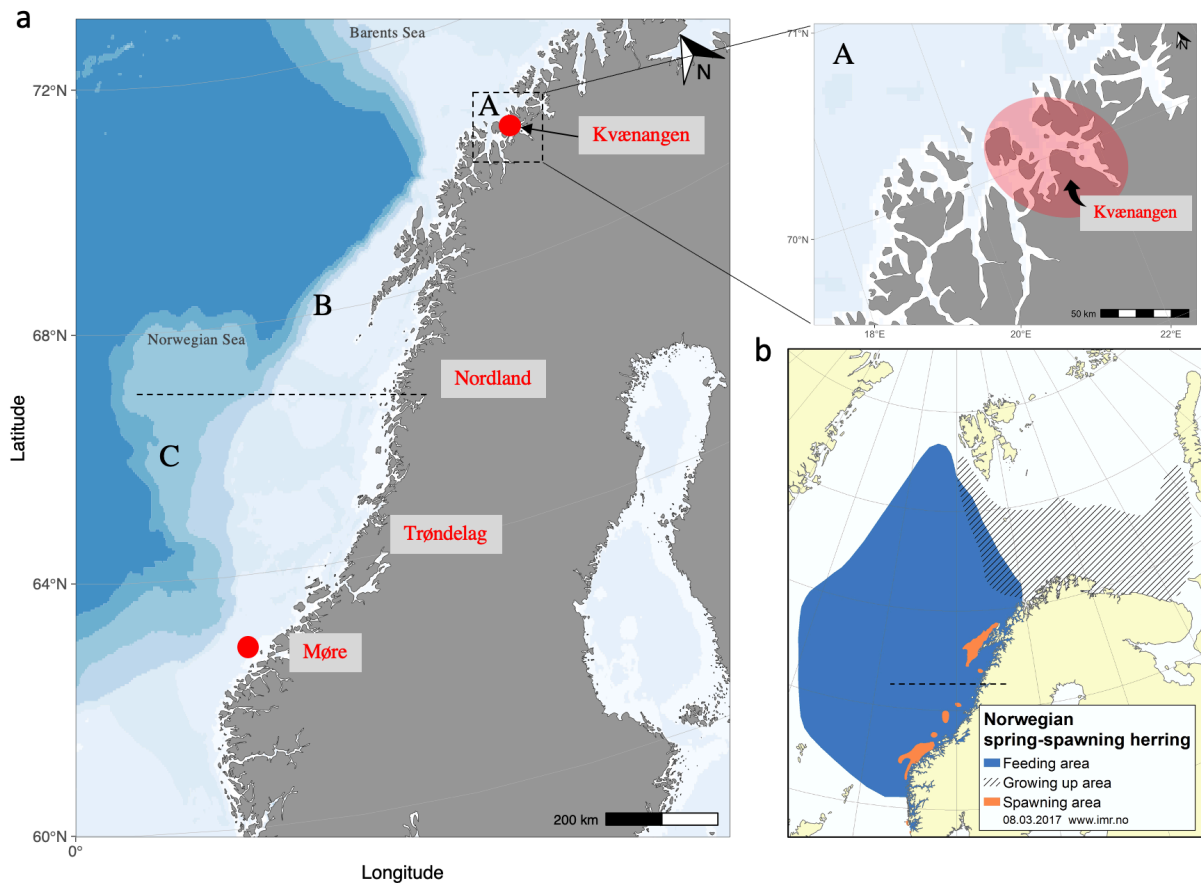 a
Barents Sea
N
72°N
A
Kvænangen
B
Norwegian Sea
68°N
Nordland
Latitude
C
Trøndelag
64°N
Møre
200 km
60°N
0°
Longitude
A
71°N
N
Kvænangen
70°N
50 km
18°E
20°E
22°E
b
Norwegian
spring-spawning herring
Feeding area
Growing up area
Spawning area
08.03.2017 www.imr.no